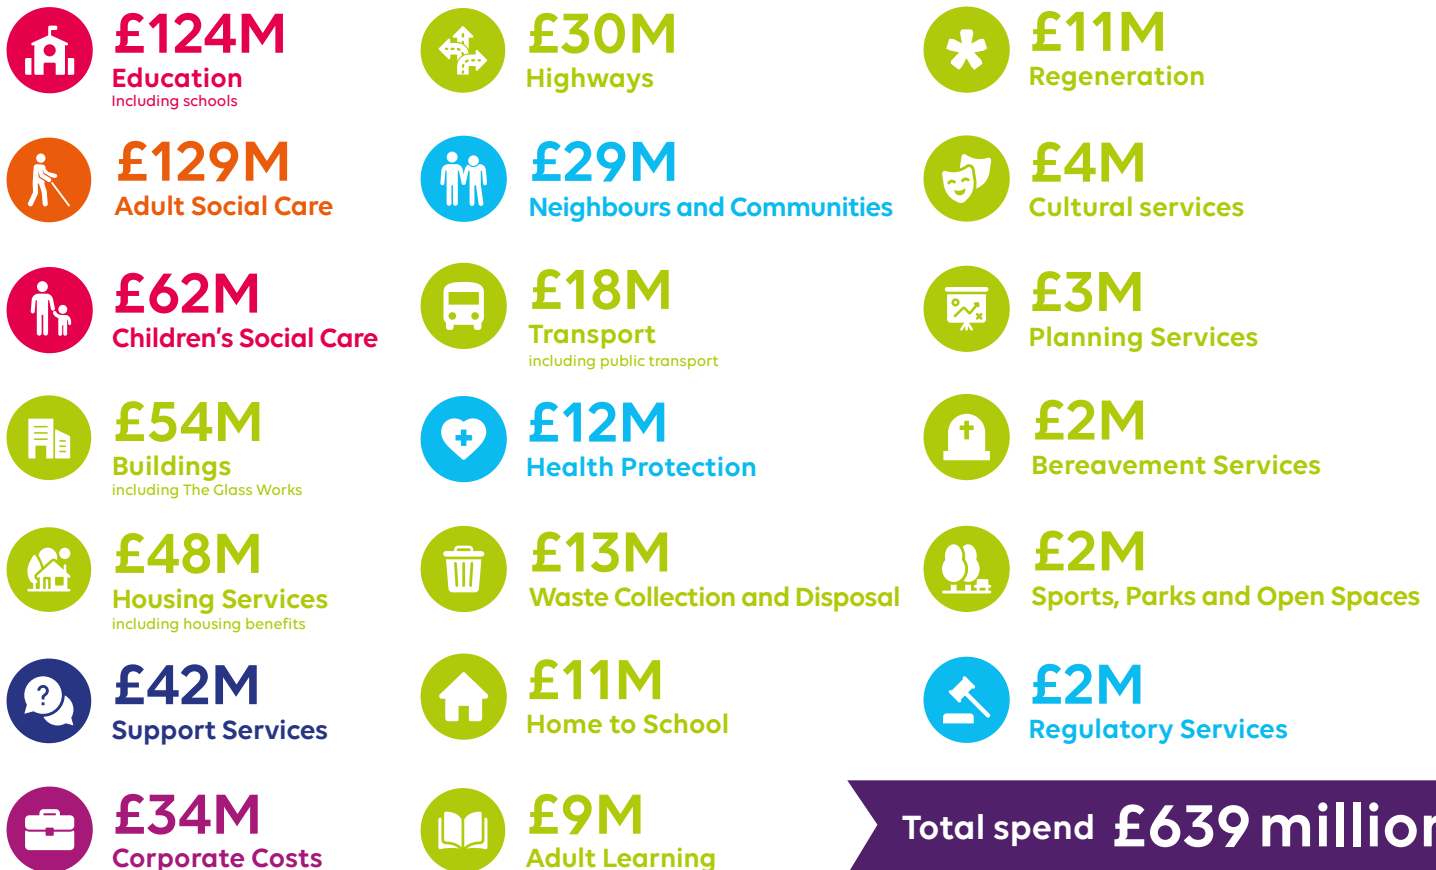 £124M
Education
Including schools
£129M
Adult Social Care
£62M
Children's Social Care
£54M
Buildings
including The Glass Works
£48M
Housing Services
including housing benefits
£42M
Support Services
£34M
Corporate Costs
£30M
Highways
£29M
Neighbours and Communities
£18M
Transport
including public transport
£12M
Health Protection
£13M
Waste Collection and Disposal
£11M
Home to School
£9M
Adult Learning
£11M
Regeneration
£4M
Cultural services
£3M
Planning Services
£2M
Bereavement Services
£2M
Sports, Parks and Open Spaces
£2M
Regulatory Services
Total spend £639 million